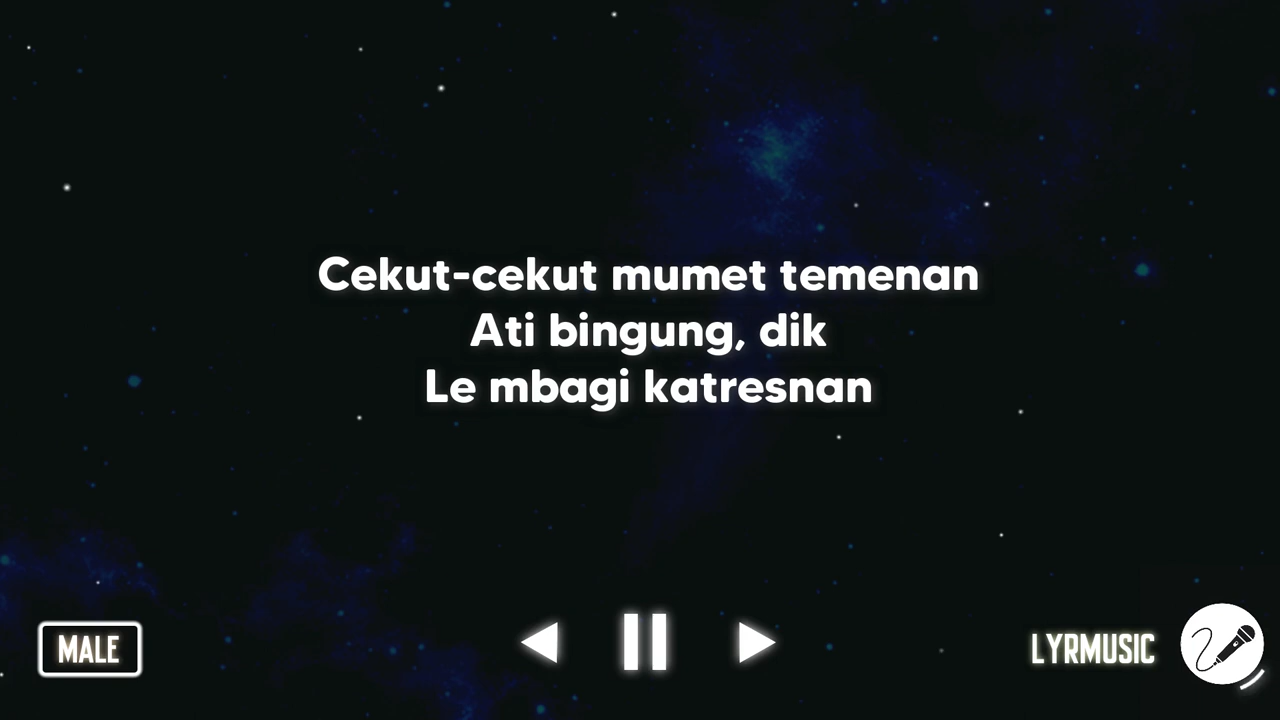 Cekut-cekut mumet temenan
Ati bingung, dik
Le mbagi katresnan
MALE
LYRMUSIC